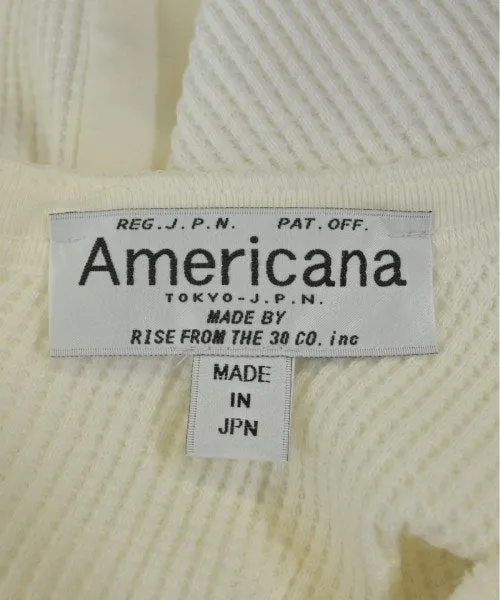 REG.J.P.N. PAT.OFF.
Americana
TOKYO-J.P.N.
MADE BY
RISE FROM THE 30 CO. inc
MADE
IN
JPN